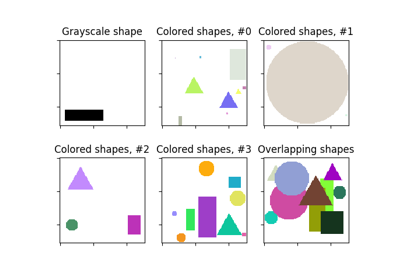 Grayscale shape
Colored shapes, #0
Colored shapes, #1
Colored shapes, #2
Colored shapes, #3
Overlapping shapes